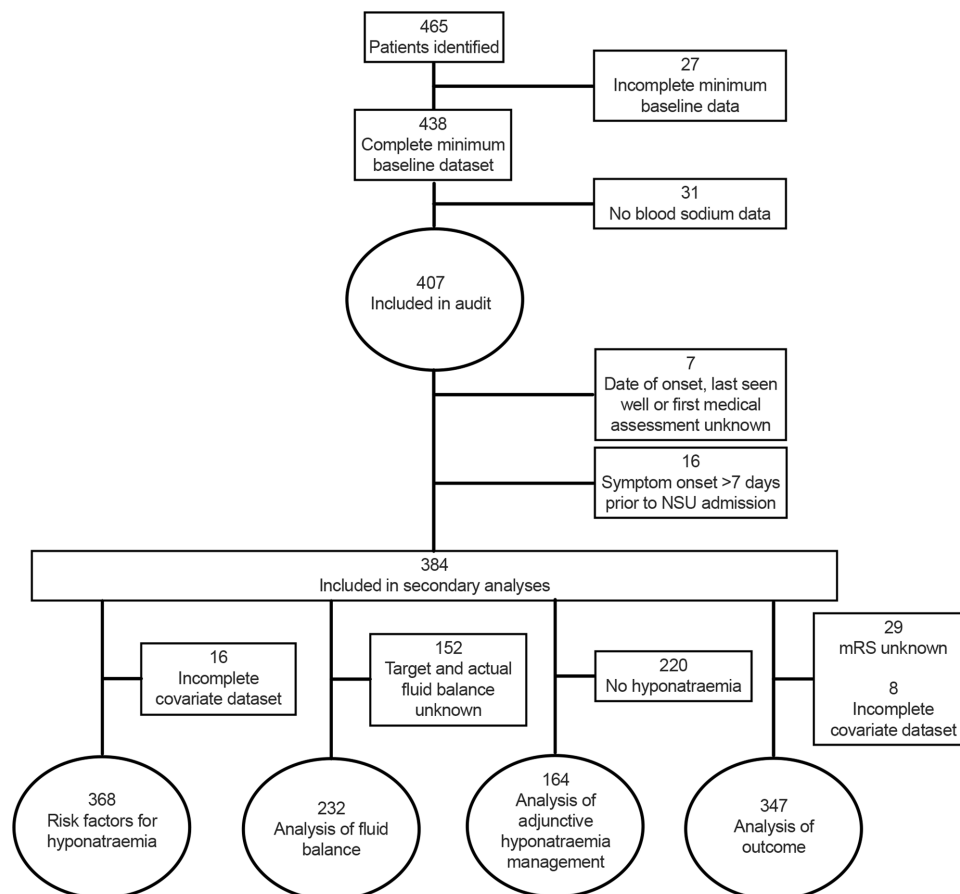 465
Patients identified
27
Incomplete minimum
baseline data
438
Complete minimum
baseline dataset
31
No blood sodium data
407
Included in audit
7
Date of onset, last seen
well or first medical
assessment unknown
16
Symptom onset >7 days
prior to NSU admission
384
Included in secondary analyses
16
Incomplete
covariate dataset
152
Target and actual
fluid balance
unknown
220
No hyponatraemia
29
mRS unknown
8
Incomplete
covariate dataset
368
Risk factors for
hyponatraemia
232
Analysis of fluid
balance
164
Analysis of
adjunctive
hyponatraemia
management
347
Analysis of
outcome